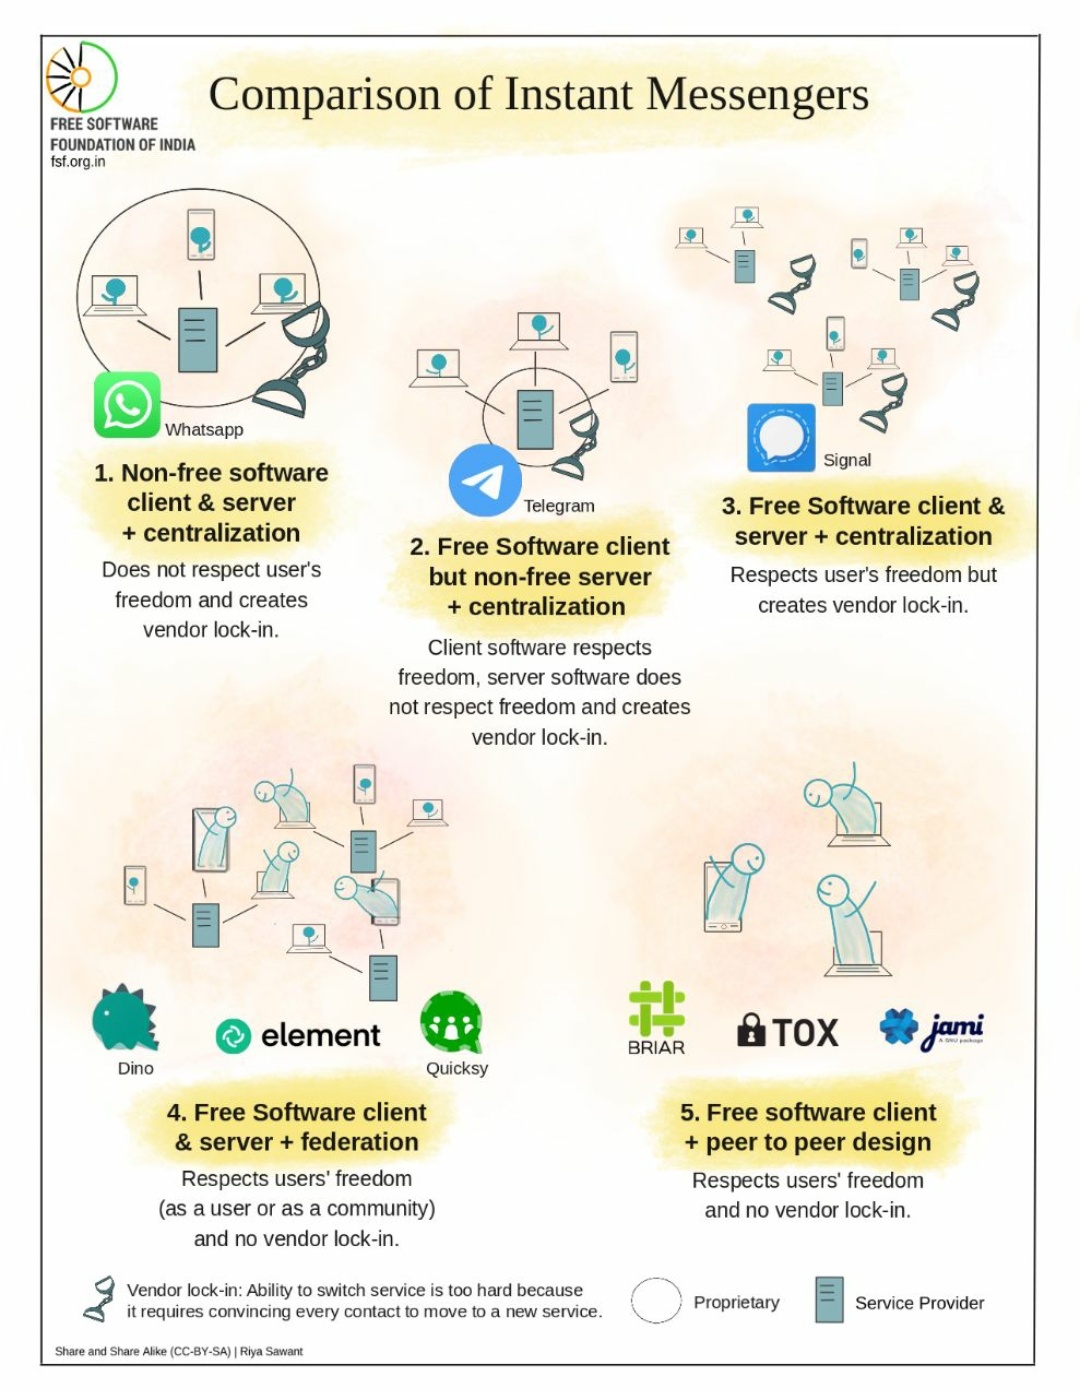 Comparison of Instant Messengers
FREE SOFTWARE
FOUNDATION OF INDIA
fsf.org.in
Whatsapp
1. Non-free software
client & server
+ centralization
Does not respect user's
freedom and creates
vendor lock-in.
Telegram
2. Free Software client
but non-free server
+ centralization
Client software respects
freedom, server software does
not respect freedom and creates
vendor lock-in.
Signal
3. Free Software client &
server + centralization
Respects user's freedom but
creates vendor lock-in.
Dino
element
Quicksy
4. Free Software client
& server + federation
Respects users' freedom
(as a user or as a community)
and no vendor lock-in.
BRIAR
TOX
jami
A GNU package
5. Free software client
+ peer to peer design
Respects users' freedom
and no vendor lock-in.
Vendor lock-in: Ability to switch service is too hard because
it requires convincing every contact to move to a new service.
Proprietary
Service Provider
Share and Share Alike (CC-BY-SA) | Riya Sawant